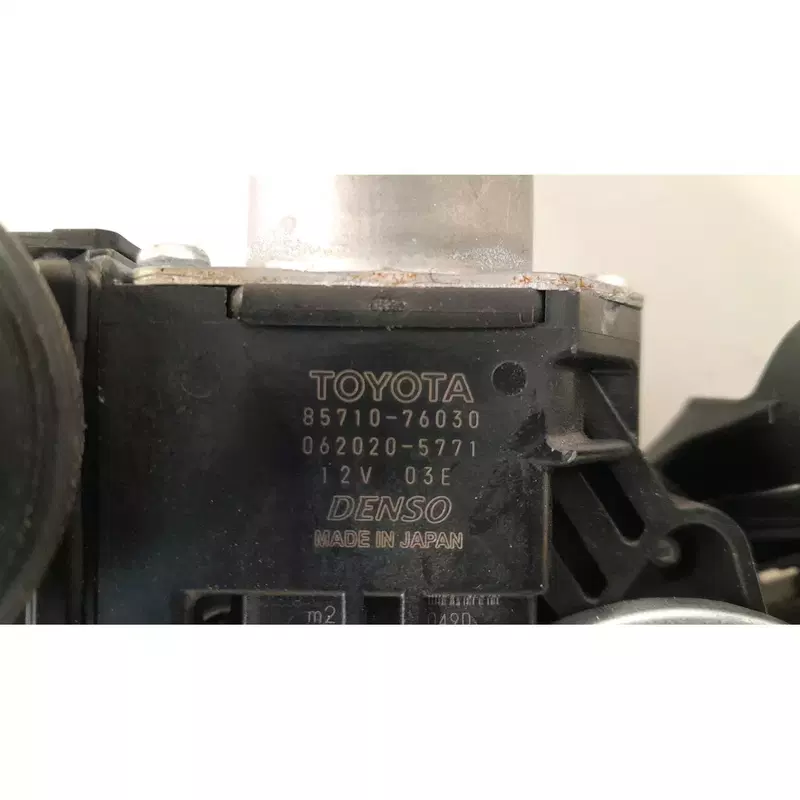 TOYOTA
85710-76030
062020-5771
12V 03E
DENSO
MADE IN JAPAN
m2